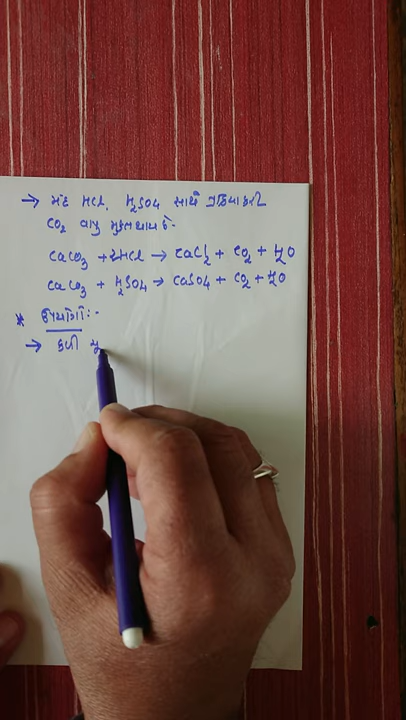 → મંદ HCl, H₂SO₄ સાથે પ્રક્રિયા કરી
CO₂ વાયુ મુક્ત થાય છે.
CaCO₃ + 2HCl → CaCl₂ + CO₂ + H₂O
CaCO₃ + H₂SO₄ → CaSO₄ + CO₂ + H₂O
* ઉપયોગો :-
→ કળી ચુ